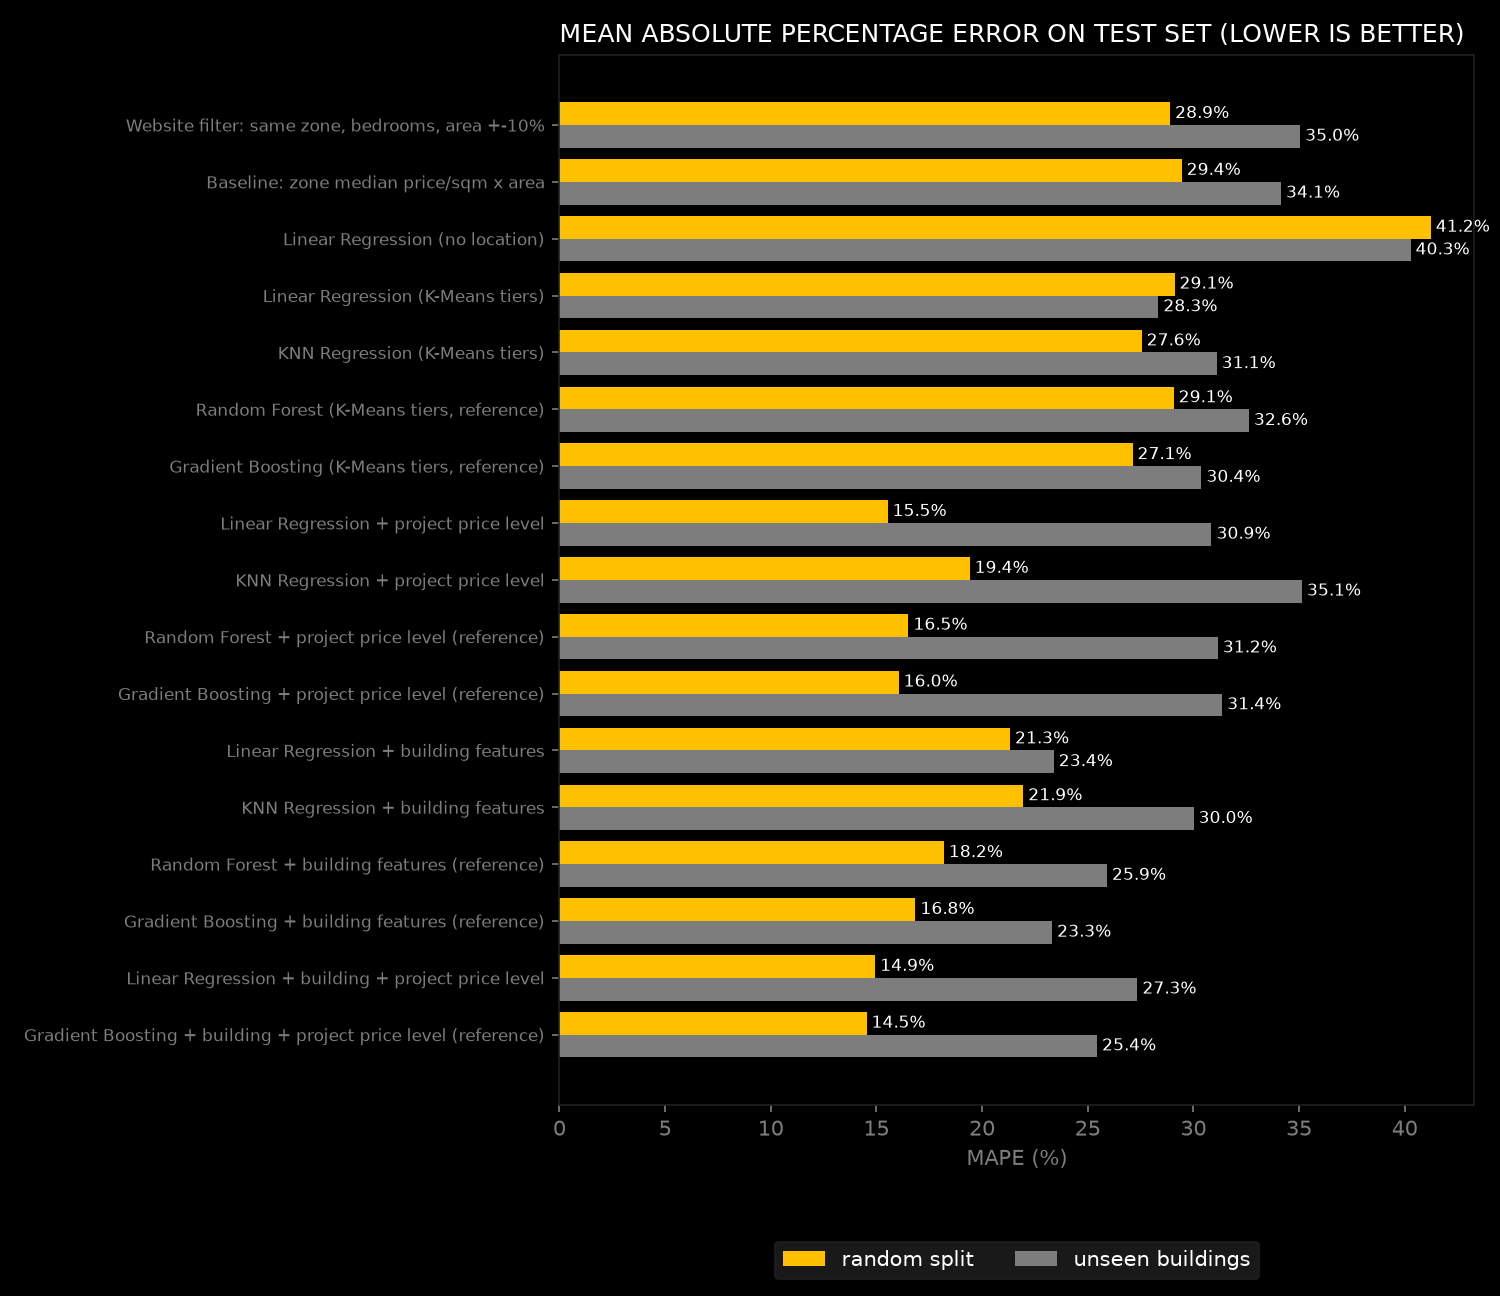 MEAN ABSOLUTE PERCENTAGE ERROR ON TEST SET (LOWER IS BETTER)
Website filter: same zone, bedrooms, area +-10%
28.9%
35.0%
Baseline: zone median price/sqm x area
29.4%
34.1%
Linear Regression (no location)
41.2%
40.3%
Linear Regression (K-Means tiers)
29.1%
28.3%
KNN Regression (K-Means tiers)
27.6%
31.1%
Random Forest (K-Means tiers, reference)
29.1%
32.6%
Gradient Boosting (K-Means tiers, reference)
27.1%
30.4%
Linear Regression + project price level
15.5%
30.9%
KNN Regression + project price level
19.4%
35.1%
Random Forest + project price level (reference)
16.5%
31.2%
Gradient Boosting + project price level (reference)
16.0%
31.4%
Linear Regression + building features
21.3%
23.4%
KNN Regression + building features
21.9%
30.0%
Random Forest + building features (reference)
18.2%
25.9%
Gradient Boosting + building features (reference)
16.8%
23.3%
Linear Regression + building + project price level
14.9%
27.3%
Gradient Boosting + building + project price level (reference)
14.5%
25.4%
0 5 10 15 20 25 30 35 40
MAPE (%)
random split unseen buildings